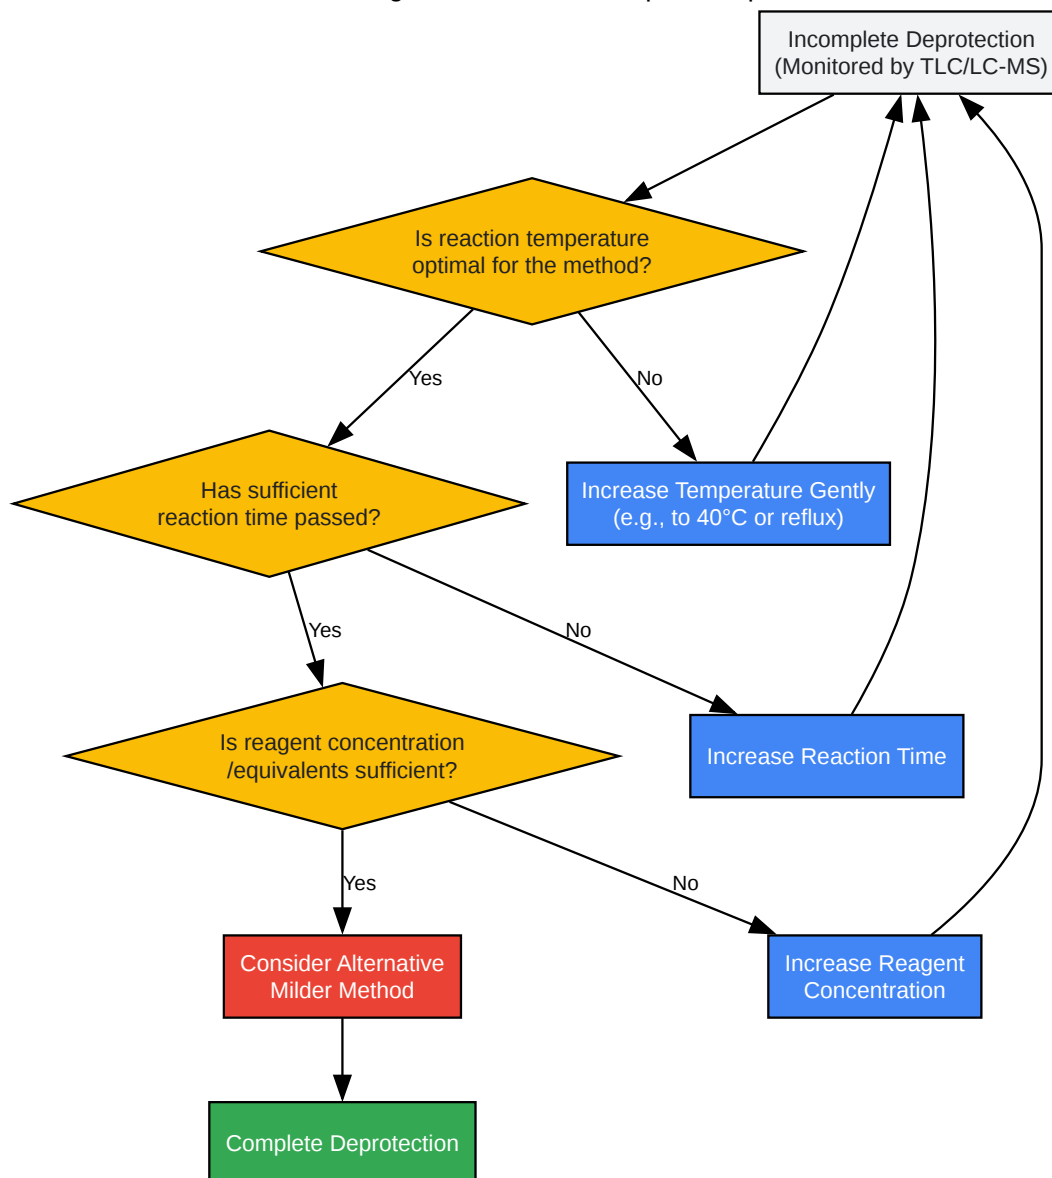 Incomplete Deprotection
(Monitored by TLC/LC-MS)
Is reaction temperature
optimal for the method?
Yes
No
Has sufficient
reaction time passed?
Increase Temperature Gently
(e.g., to 40°C or reflux)
Yes
No
Is reagent concentration
/equivalents sufficient?
Increase Reaction Time
Yes
No
Consider Alternative
Milder Method
Increase Reagent
Concentration
Complete Deprotection